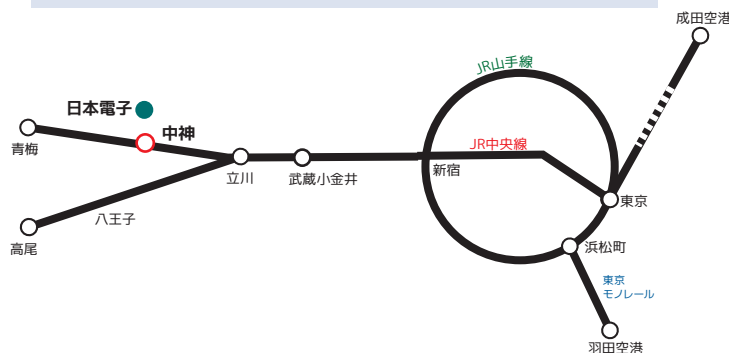 成田空港
JR山手線
日本電子
中神
JR中央線
青梅
立川
武蔵小金井
新宿
東京
八王子
高尾
浜松町
東京
モノレール
羽田空港